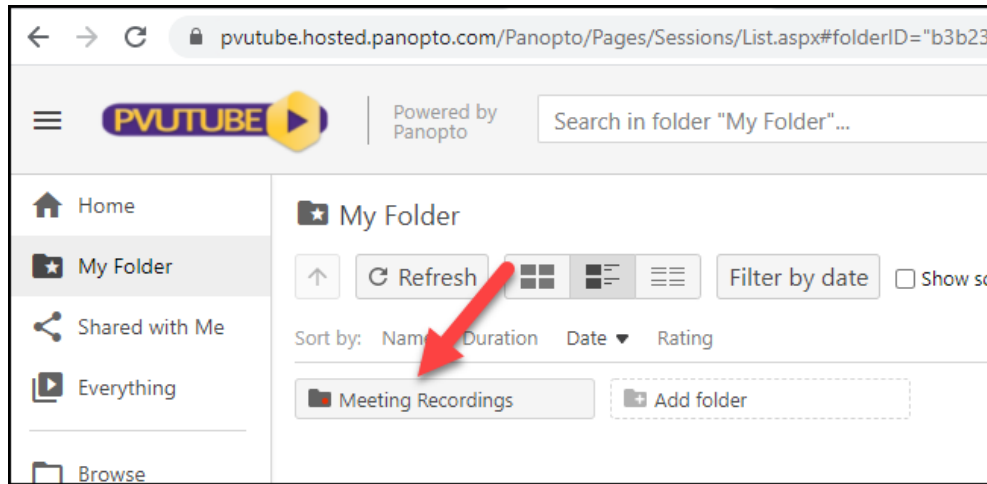 pvutube.hosted.panopto.com/Panopto/Pages/Sessions/List.aspx#folderID="b3b23
PVUTUBE
Powered by
Panopto
Search in folder "My Folder"...
Home
My Folder
Shared with Me
Everything
Browse
My Folder
Refresh
Filter by date
Show
Sort by: Name Duration Date Rating
Meeting Recordings
Add folder